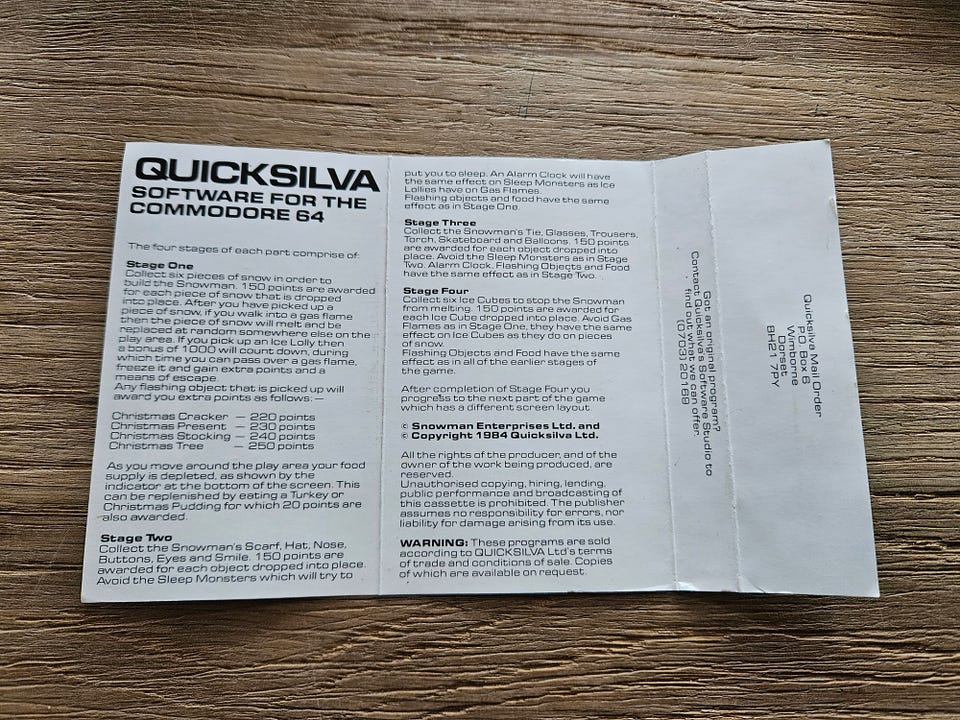 QUICKSILVA
SOFTWARE FOR THE
COMMODORE 64
The four stages of each part comprise of:
Stage One
Collect six pieces of snow in order to
build the Snowman. 150 points are awarded
for each piece of snow that is dropped
into place. After you have picked up a
piece of snow, if you walk into a gas flame
then the piece of snow will melt and be
replaced at random somewhere else on the
play area. If you pick up an Ice Lolly then
a bonus of 1000 will count down, during
which time you can pass over a gas flame,
freeze it and gain extra points and a
means of escape.
Any flashing object that is picked up will
award you extra points as follows:—
Christmas Cracker — 220 points
Christmas Present — 230 points
Christmas Stocking — 240 points
Christmas Tree — 250 points
As you move around the play area your food
supply is depleted, as shown by the
indicator at the bottom of the screen. This
can be replenished by eating a Turkey or
Christmas Pudding for which 20 points are
also awarded.
Stage Two
Collect the Snowman's Scarf, Hat, Nose,
Buttons, Eyes and Smile. 150 points are
awarded for each object dropped into place.
Avoid the Sleep Monsters which will try to
put you to sleep. An Alarm Clock will have
the same effect on Sleep Monsters as Ice
Lollies have on Gas Flames.
Flashing objects and food have the same
effect as in Stage One.
Stage Three
Collect the Snowman's Tie, Glasses, Trousers,
Torch, Skateboard and Balloons. 150 points
are awarded for each object dropped into
place. Avoid the Sleep Monsters as in Stage
Two. Alarm Clock, Flashing Objects and Food
have the same effect as in Stage Two.
Stage Four
Collect six Ice Cubes to stop the Snowman
from melting. 150 points are awarded for
each Ice Cube dropped into place. Avoid Gas
Flames as in Stage One, they have the same
effect on Ice Cubes as they do on pieces
of snow.
Flashing Objects and Food have the same
effect as in all of the earlier stages of
the game.
After completion of Stage Four you
progress to the next part of the game
which has a different screen layout.
© Snowman Enterprises Ltd. and
© Copyright 1984 Quicksilva Ltd.
All the rights of the producer, and of the
owner of the work being produced, are
reserved.
Unauthorised copying, hiring, lending,
public performance and broadcasting of
this cassette is prohibited. The publisher
assumes no responsibility for errors, nor
liability for damage arising from its use.
WARNING: These programs are sold
according to QUICKSILVA Ltd's terms
of trade and conditions of sale. Copies
of which are available on request.
Got an original program?
Contact Quicksilva Software Studio to
find out what we can offer.
(0703) 20169
Quicksilva Mail Order
P.O. Box 6
Wimborne
Dorset
BH21 7PY